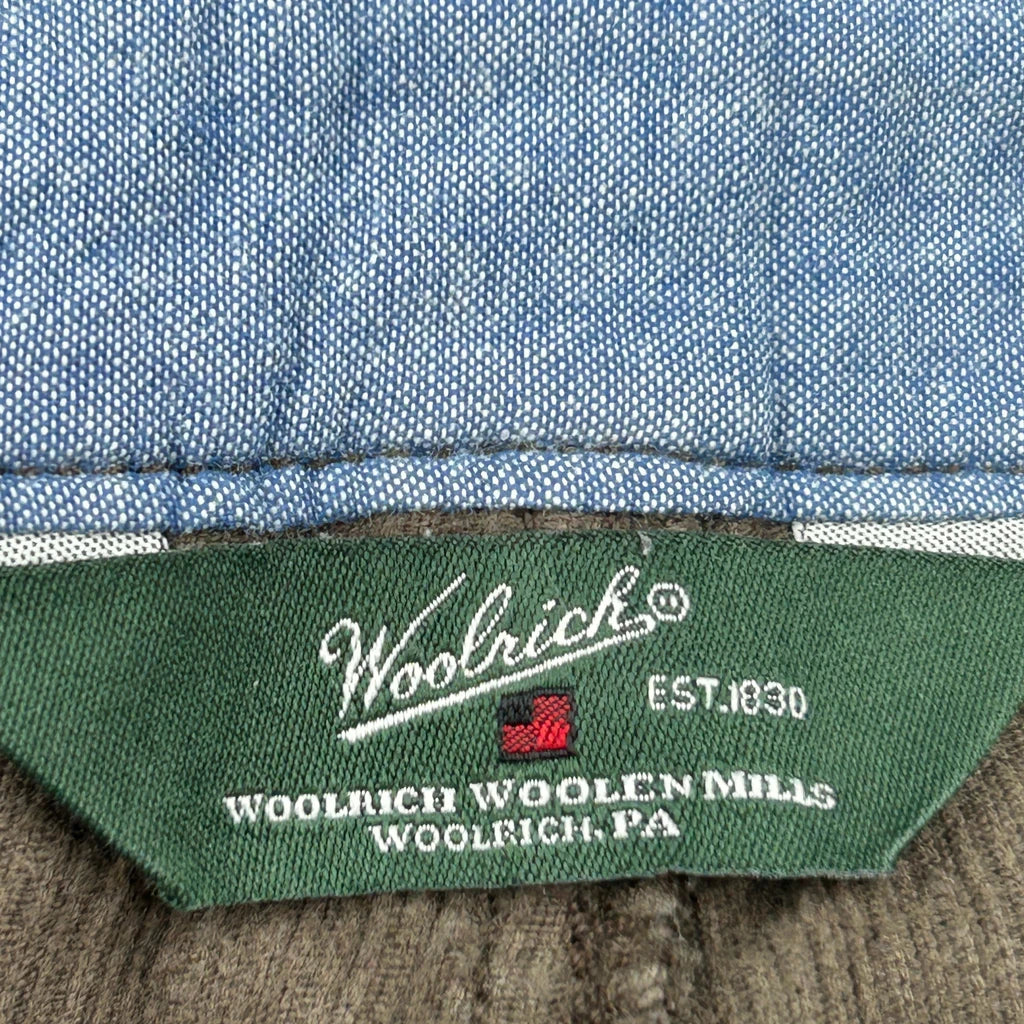 Woolrich®
EST. 1830
WOOLRICH WOOLEN MILLS
WOOLRICH, PA